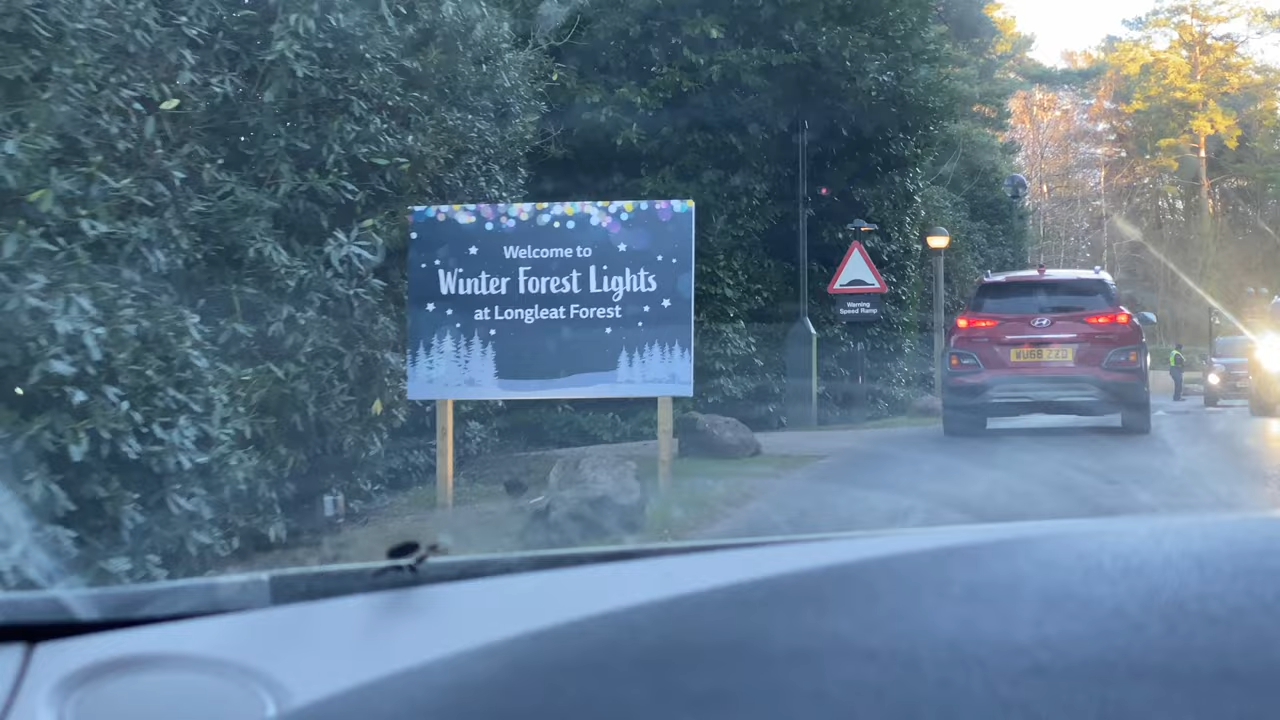 Welcome to
Winter Forest Lights
at Longleat Forest
Warning
Speed Ramp
WU68 ZZD